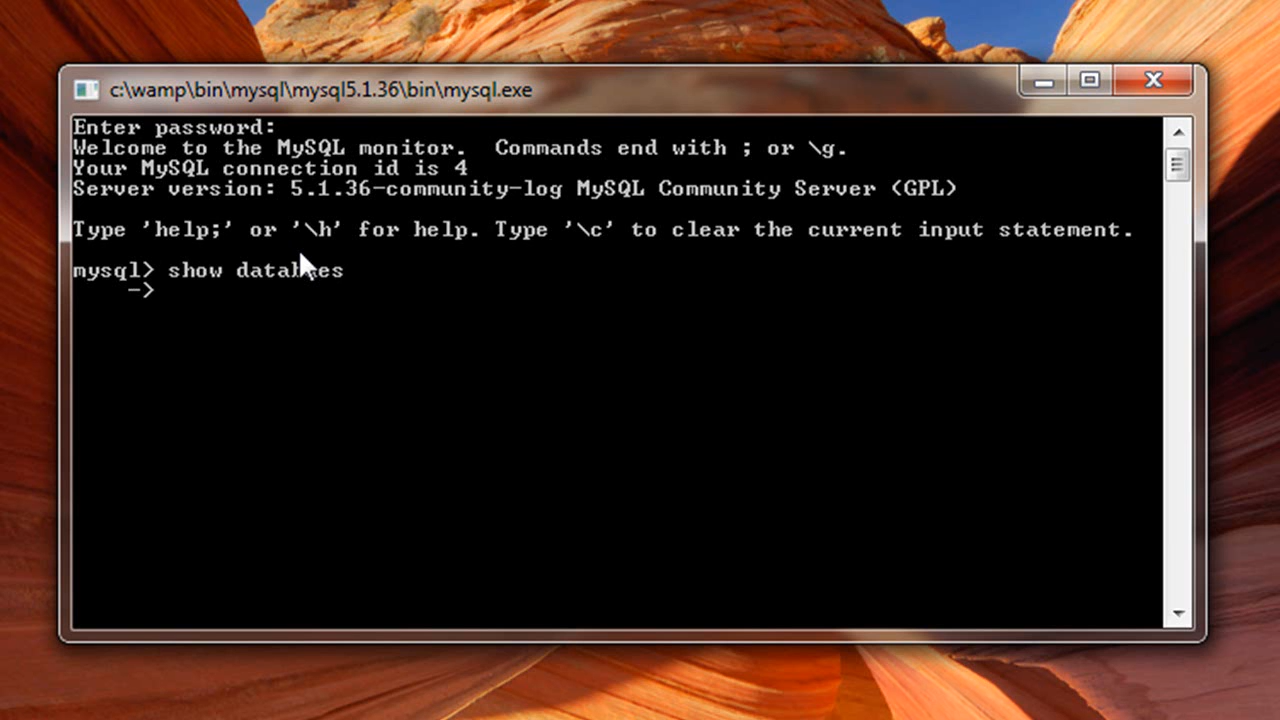 c:\wamp\bin\mysql\mysql5.1.36\bin\mysql.exe
Enter password:
Welcome to the MySQL monitor.  Commands end with ; or \g.
Your MySQL connection id is 4
Server version: 5.1.36-community-log MySQL Community Server (GPL)
Type 'help;' or '\h' for help. Type '\c' to clear the current input statement.
mysql> show databases
->